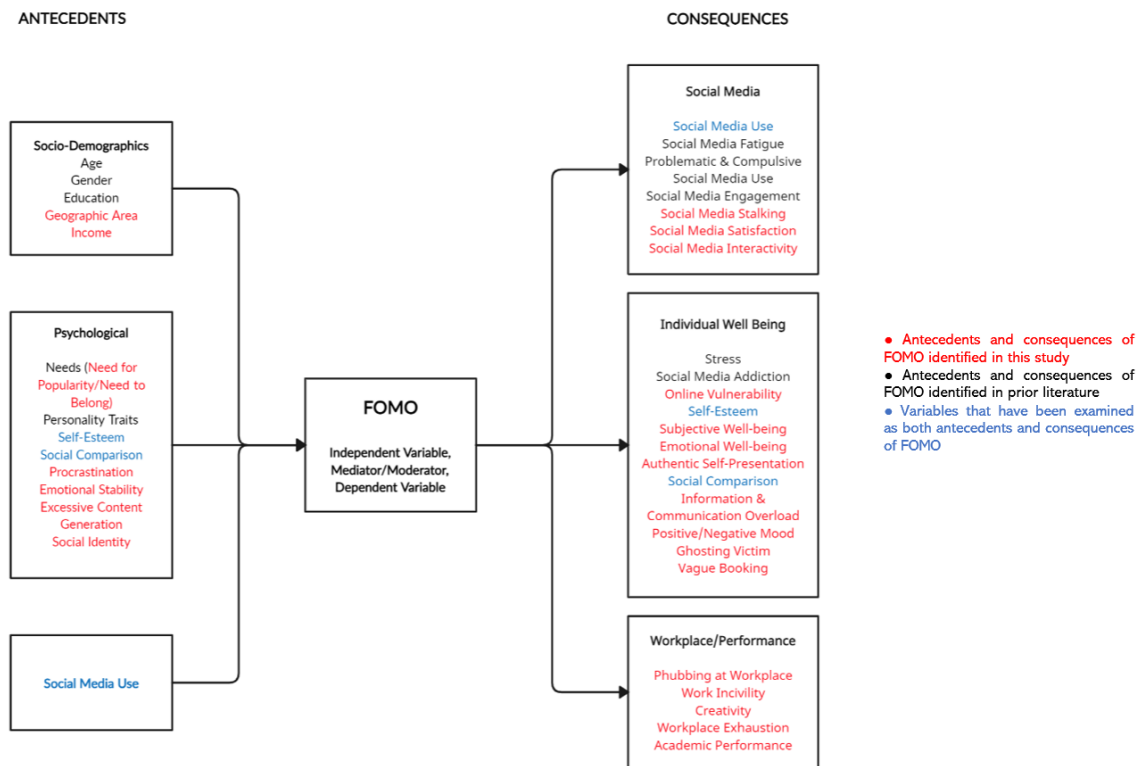 ANTECEDENTS
CONSEQUENCES
Socio-Demographics
Age
Gender
Education
Geographic Area
Income
Psychological
Needs (Need for
Popularity/Need to
Belong)
Personality Traits
Self-Esteem
Social Comparison
Procrastination
Emotional Stability
Excessive Content
Generation
Social Identity
Social Media Use
FOMO
Independent Variable,
Mediator/Moderator,
Dependent Variable
Social Media
Social Media Use
Social Media Fatigue
Problematic & Compulsive
Social Media Use
Social Media Engagement
Social Media Stalking
Social Media Satisfaction
Social Media Interactivity
Individual Well Being
Stress
Social Media Addiction
Online Vulnerability
Self-Esteem
Subjective Well-being
Emotional Well-being
Authentic Self-Presentation
Social Comparison
Information &
Communication Overload
Positive/Negative Mood
Ghosting Victim
Vague Booking
Workplace/Performance
Phubbing at Workplace
Work Incivility
Creativity
Workplace Exhaustion
Academic Performance
● Antecedents and consequences of
FOMO identified in this study
● Antecedents and consequences of
FOMO identified in prior literature
● Variables that have been examined
as both antecedents and consequences
of FOMO